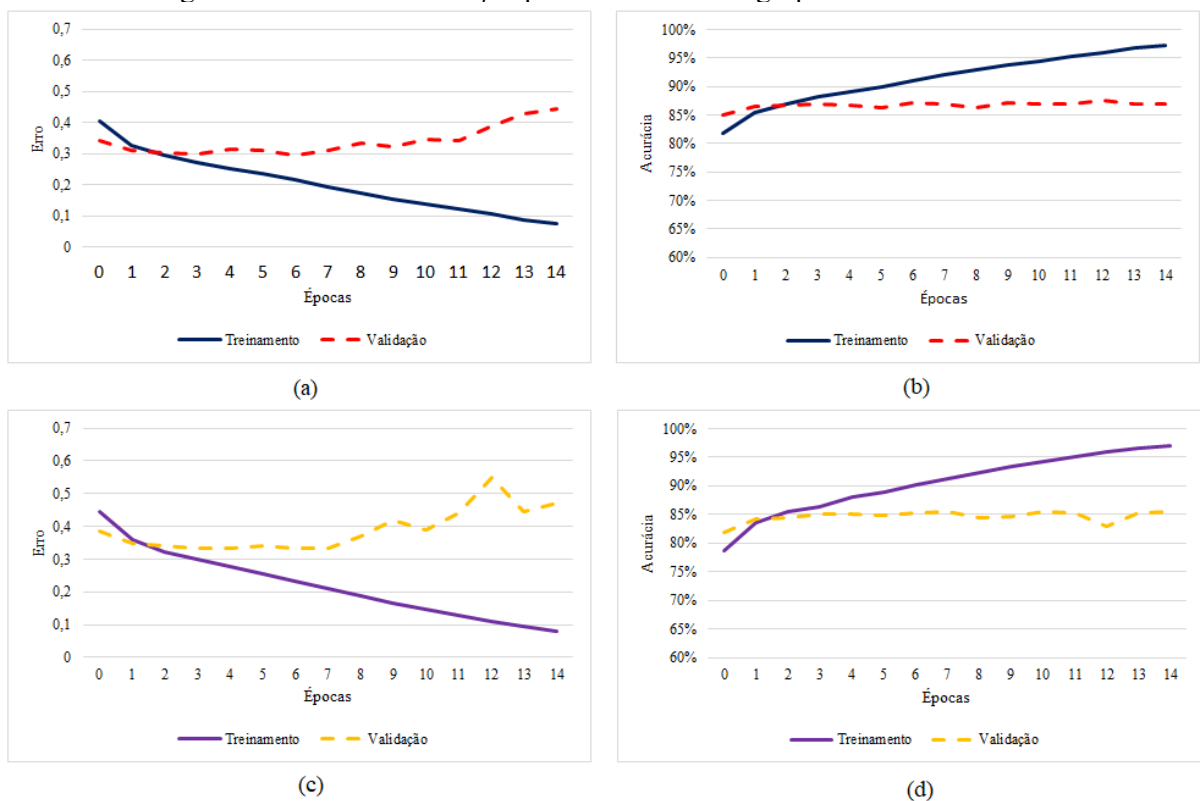 0,7
0,6
0,5
0,4
0,3
0,2
0,1
0
Erro
0 1 2 3 4 5 6 7 8 9 10 11 12 13 14
Épocas
Treinamento Validação
(a)
100%
95%
90%
85%
80%
75%
70%
65%
60%
Acurácia
0 1 2 3 4 5 6 7 8 9 10 11 12 13 14
Épocas
Treinamento Validação
(b)
0,7
0,6
0,5
0,4
0,3
0,2
0,1
0
Erro
0 1 2 3 4 5 6 7 8 9 10 11 12 13 14
Épocas
Treinamento Validação
(c)
100%
95%
90%
85%
80%
75%
70%
65%
60%
Acurácia
0 1 2 3 4 5 6 7 8 9 10 11 12 13 14
Épocas
Treinamento Validação
(d)